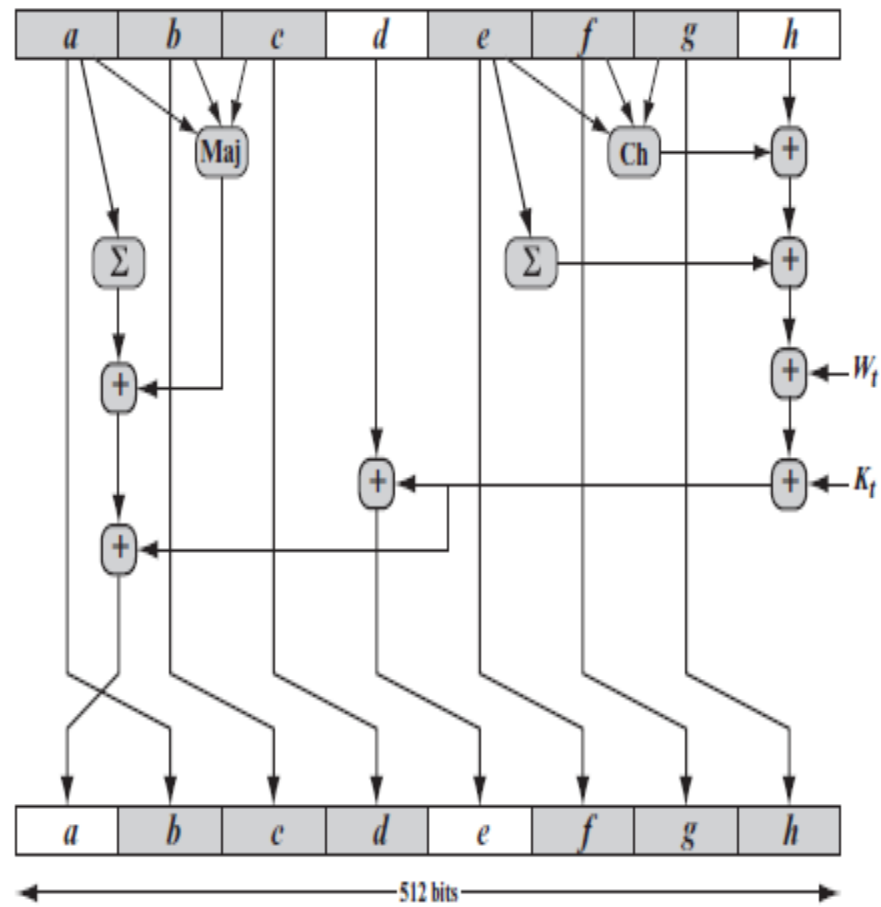 a b c d e f g h
Maj Ch +
Σ Σ +
+ + W_t
+ + K_t
+
a b c d e f g h
512 bits